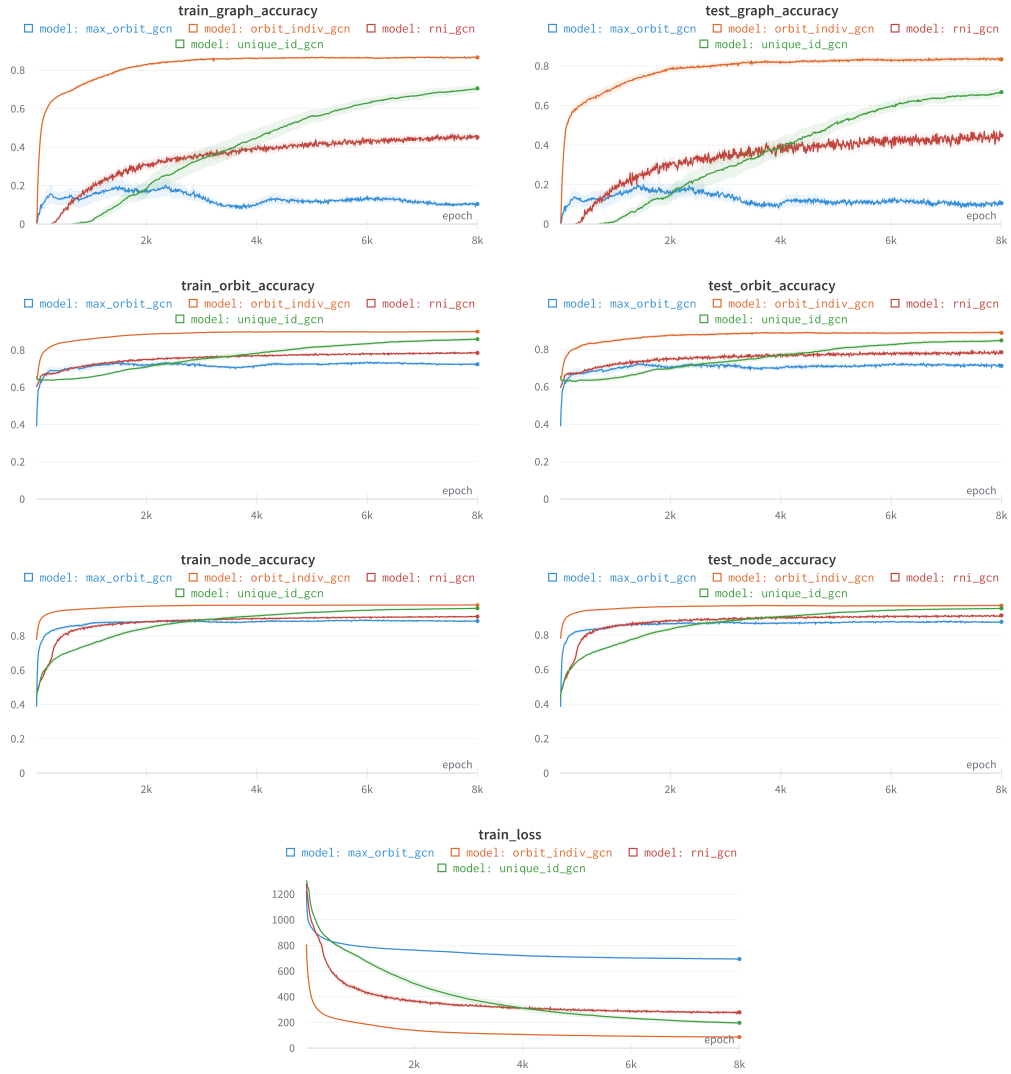 train_graph_accuracy
model: max_orbit_gcn model: orbit_indiv_gcn model: rni_gcn
model: unique_id_gcn
0.8
0.6
0.4
0.2
0
epoch
2k 4k 6k 8k
test_graph_accuracy
model: max_orbit_gcn model: orbit_indiv_gcn model: rni_gcn
model: unique_id_gcn
0.8
0.6
0.4
0.2
0
epoch
2k 4k 6k 8k
train_orbit_accuracy
model: max_orbit_gcn model: orbit_indiv_gcn model: rni_gcn
model: unique_id_gcn
0.8
0.6
0.4
0.2
0
epoch
2k 4k 6k 8k
test_orbit_accuracy
model: max_orbit_gcn model: orbit_indiv_gcn model: rni_gcn
model: unique_id_gcn
0.8
0.6
0.4
0.2
0
epoch
2k 4k 6k 8k
train_node_accuracy
model: max_orbit_gcn model: orbit_indiv_gcn model: rni_gcn
model: unique_id_gcn
0.8
0.6
0.4
0.2
0
epoch
2k 4k 6k 8k
test_node_accuracy
model: max_orbit_gcn model: orbit_indiv_gcn model: rni_gcn
model: unique_id_gcn
0.8
0.6
0.4
0.2
0
epoch
2k 4k 6k 8k
train_loss
model: max_orbit_gcn model: orbit_indiv_gcn model: rni_gcn
model: unique_id_gcn
1200
1000
800
600
400
200
0
epoch
2k 4k 6k 8k